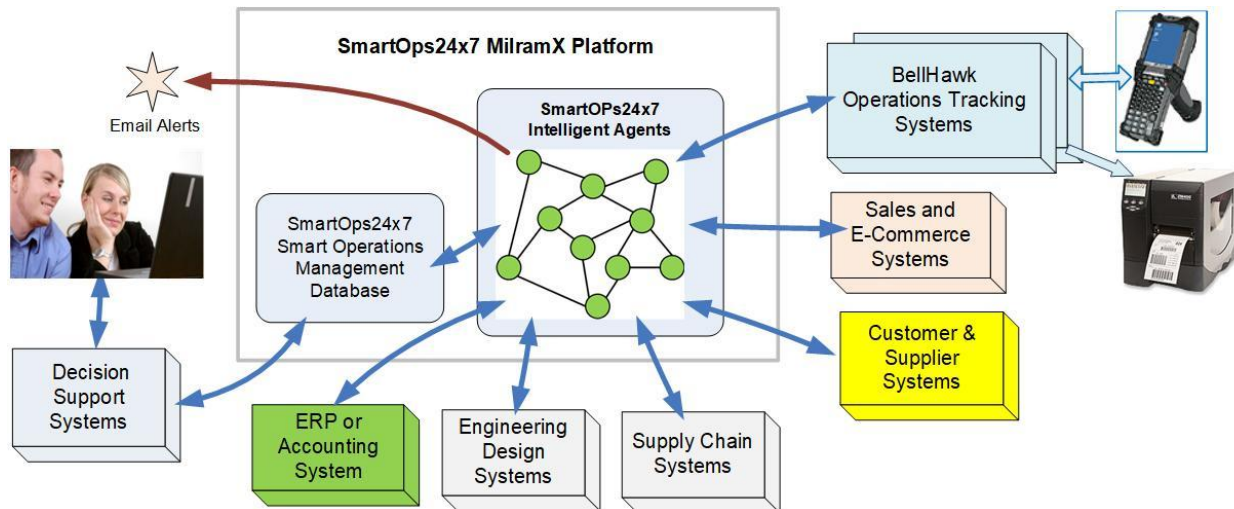 SmartOps24x7 MilramX Platform
Email Alerts
SmartOPs24x7
Intelligent Agents
SmartOps24x7
Smart Operations
Management
Database
BellHawk
Operations Tracking
Systems
Sales and
E-Commerce
Systems
Customer &
Supplier
Systems
Decision
Support
Systems
ERP or
Accounting
System
Engineering
Design
Systems
Supply Chain
Systems